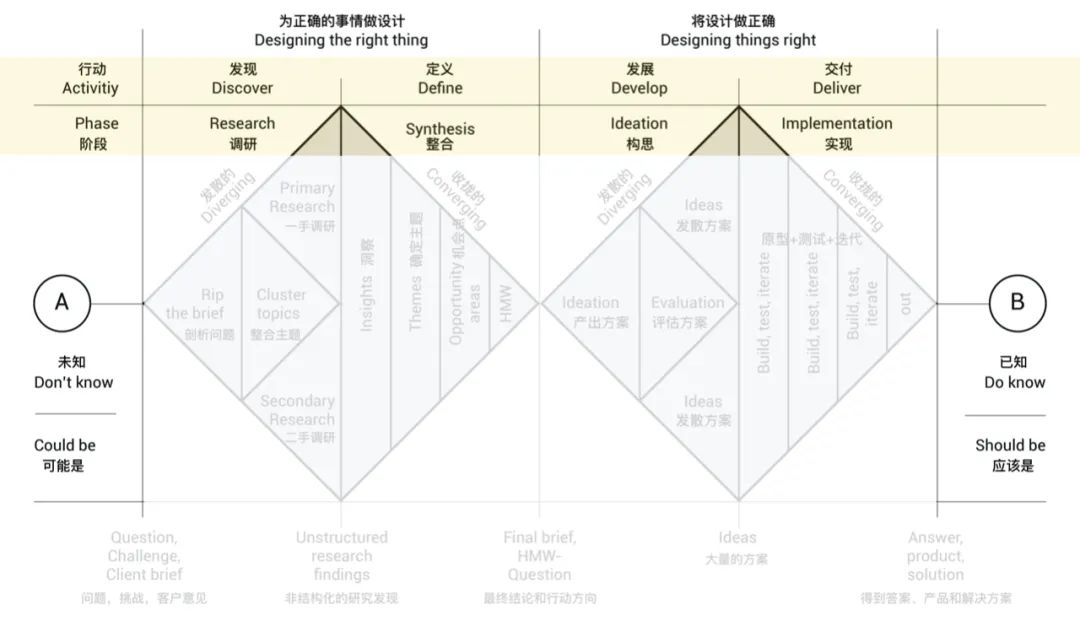 为正确的事情做设计
Designing the right thing
将设计做正确
Designing things right
行动
Activitiy
发现
Discover
定义
Define
发展
Develop
交付
Deliver
Phase
阶段
Research
调研
Synthesis
整合
Ideation
构思
Implementation
实现
发散的
Diverging
Primary
Research
一手调研
收拢的
Converging
发散的
Diverging
Ideas
发散方案
收拢的
Converging
A
Rip
the brief
剖析问题
Cluster
topics
整合主题
Insights 洞察
Themes 确定主题
Opportunity 机会点
areas
HMW
Ideation
产出方案
Evaluation
评估方案
原型+测试+迭代
Build, test, iterate
Build, test, iterate
Build, test,
iterate
out
B
未知
Don't know
已知
Do know
Secondary
Research
二手调研
Ideas
发散方案
Could be
可能是
Should be
应该是
Question,
Challenge,
Client brief
问题，挑战，客户意见
Unstructured
research
findings
非结构化的研究发现
Final brief,
HMW-
Question
最终结论和行动方向
Ideas
大量的方案
Answer,
product,
solution
得到答案、产品和解决方案